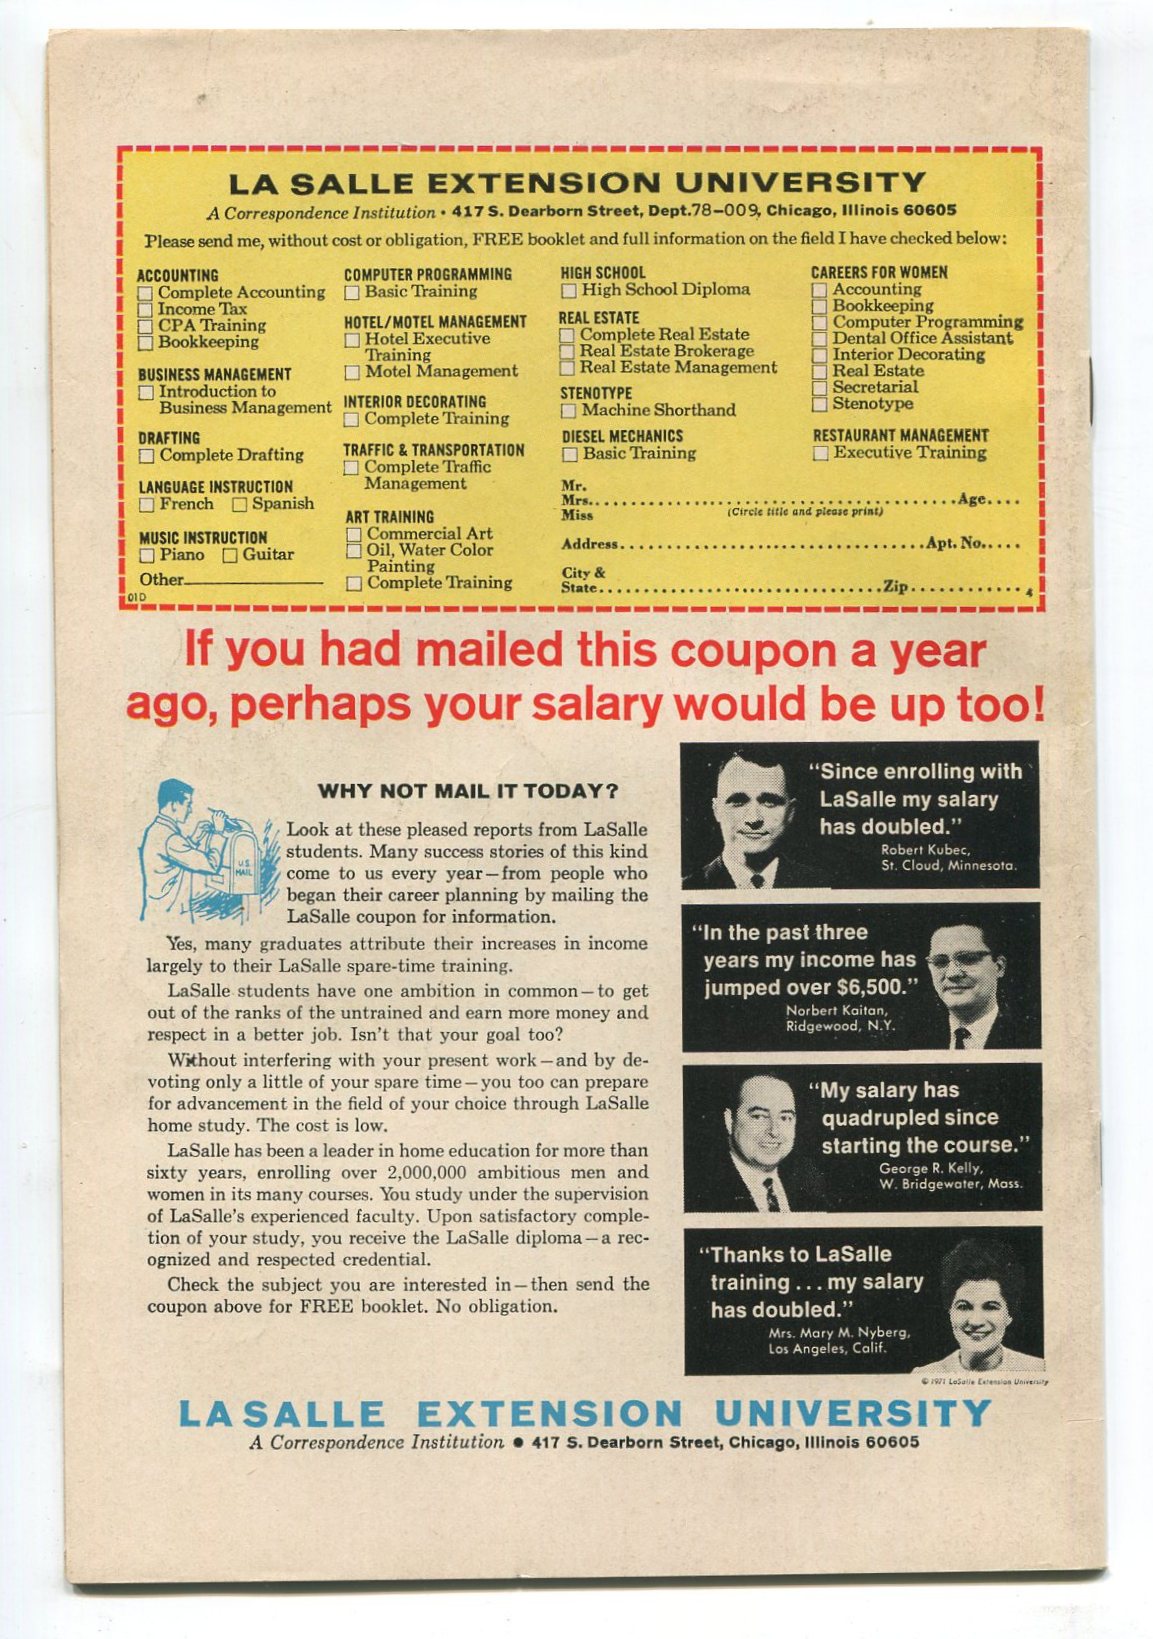 LA SALLE EXTENSION UNIVERSITY
A Correspondence Institution • 417 S. Dearborn Street, Dept.78-009, Chicago, Illinois 60605
Please send me, without cost or obligation, FREE booklet and full information on the field I have checked below:
ACCOUNTING
Complete Accounting
Income Tax
CPA Training
Bookkeeping
BUSINESS MANAGEMENT
Introduction to
Business Management
DRAFTING
Complete Drafting
LANGUAGE INSTRUCTION
French Spanish
MUSIC INSTRUCTION
Piano Guitar
Other
01D
COMPUTER PROGRAMMING
Basic Training
HOTEL/MOTEL MANAGEMENT
Hotel Executive
Training
Motel Management
INTERIOR DECORATING
Complete Training
TRAFFIC & TRANSPORTATION
Complete Traffic
Management
ART TRAINING
Commercial Art
Oil, Water Color
Painting
Complete Training
HIGH SCHOOL
High School Diploma
REAL ESTATE
Complete Real Estate
Real Estate Brokerage
Real Estate Management
STENOTYPE
Machine Shorthand
DIESEL MECHANICS
Basic Training
CAREERS FOR WOMEN
Accounting
Bookkeeping
Computer Programming
Dental Office Assistant
Interior Decorating
Real Estate
Secretarial
Stenotype
RESTAURANT MANAGEMENT
Executive Training
Mr.
Mrs. Age
Miss (Circle title and please print)
Address Apt. No.
City &
State Zip 4
If you had mailed this coupon a year
ago, perhaps your salary would be up too!
WHY NOT MAIL IT TODAY?
U.S.
MAIL
Look at these pleased reports from LaSalle
students. Many success stories of this kind
come to us every year—from people who
began their career planning by mailing the
LaSalle coupon for information.
Yes, many graduates attribute their increases in income
largely to their LaSalle spare-time training.
LaSalle students have one ambition in common—to get
out of the ranks of the untrained and earn more money and
respect in a better job. Isn't that your goal too?
Without interfering with your present work—and by de-
voting only a little of your spare time—you too can prepare
for advancement in the field of your choice through LaSalle
home study. The cost is low.
LaSalle has been a leader in home education for more than
sixty years, enrolling over 2,000,000 ambitious men and
women in its many courses. You study under the supervision
of LaSalle's experienced faculty. Upon satisfactory comple-
tion of your study, you receive the LaSalle diploma—a rec-
ognized and respected credential.
Check the subject you are interested in—then send the
coupon above for FREE booklet. No obligation.
"Since enrolling with
LaSalle my salary
has doubled."
Robert Kubec,
St. Cloud, Minnesota.
"In the past three
years my income has
jumped over $6,500."
Norbert Kaitan,
Ridgewood, N.Y.
"My salary has
quadrupled since
starting the course."
George R. Kelly,
W. Bridgewater, Mass.
"Thanks to LaSalle
training . . . my salary
has doubled."
Mrs. Mary M. Nyberg,
Los Angeles, Calif.
© 1971 LaSalle Extension University
LA SALLE EXTENSION UNIVERSITY
A Correspondence Institution • 417 S. Dearborn Street, Chicago, Illinois 60605